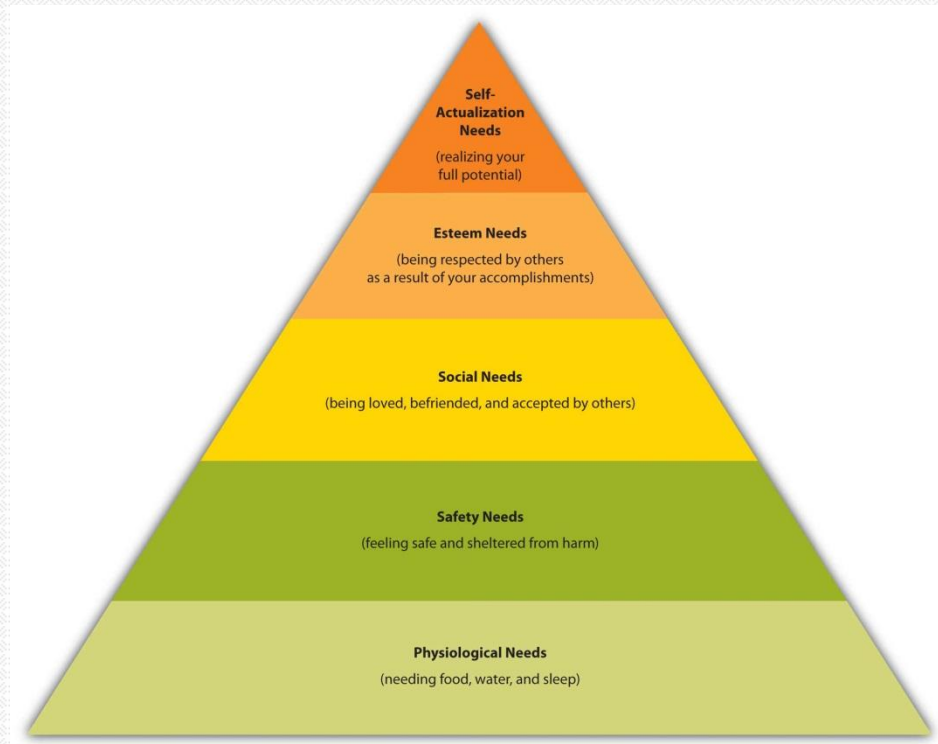 Self-
Actualization
Needs
(realizing your
full potential)
Esteem Needs
(being respected by others
as a result of your accomplishments)
Social Needs
(being loved, befriended, and accepted by others)
Safety Needs
(feeling safe and sheltered from harm)
Physiological Needs
(needing food, water, and sleep)